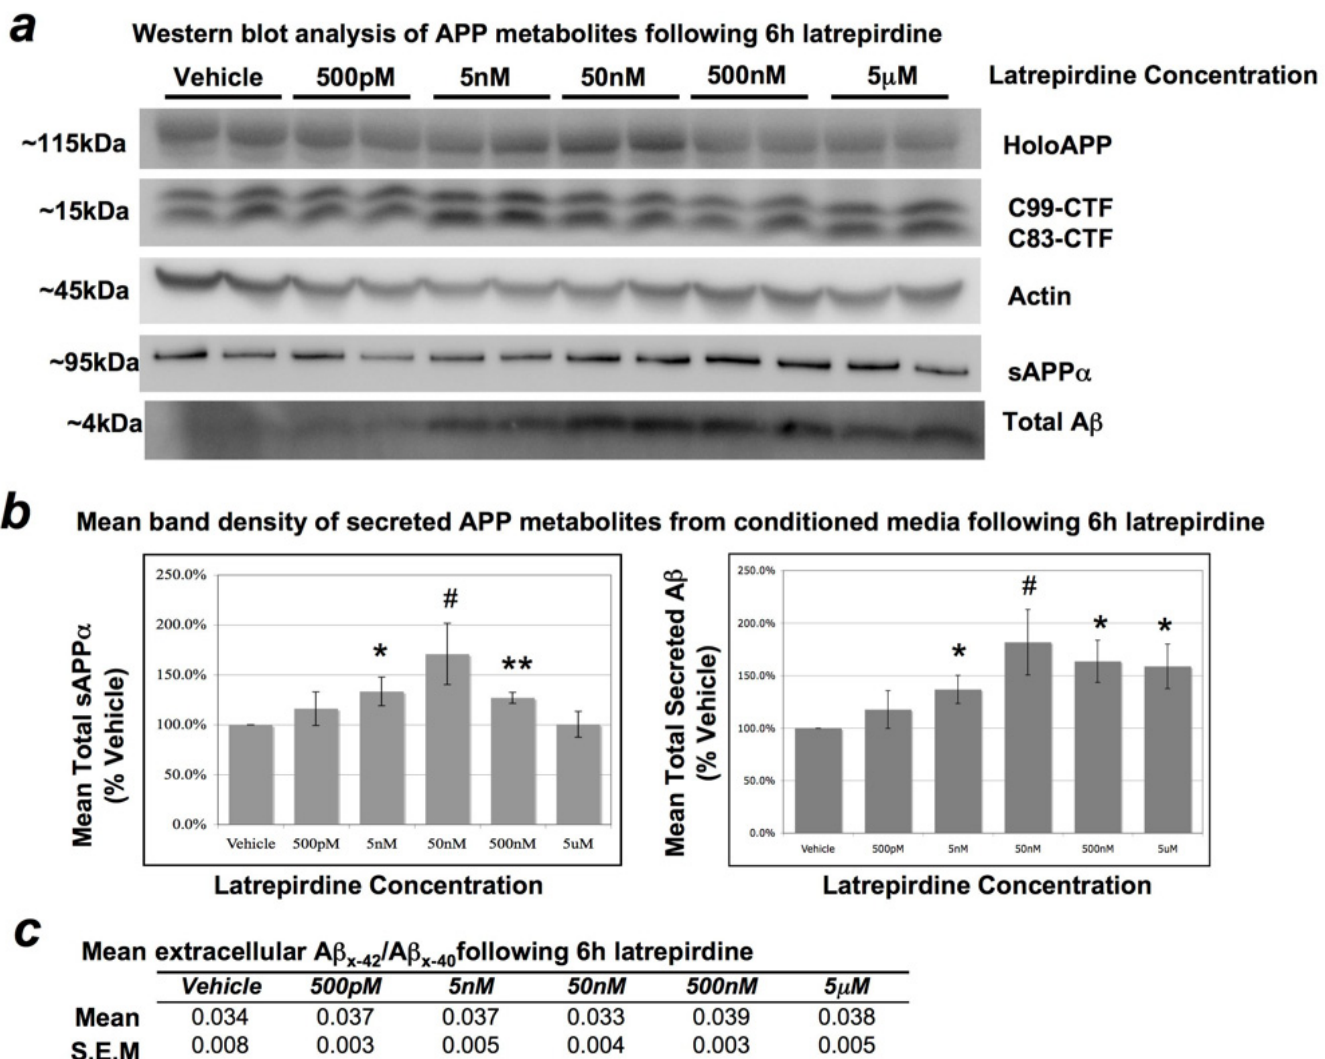 a
Western blot analysis of APP metabolites following 6h latrepirdine
Vehicle 500pM 5nM 50nM 500nM 5μM Latrepirdine Concentration
~115kDa HoloAPP
~15kDa C99-CTF
C83-CTF
~45kDa Actin
~95kDa sAPPα
~4kDa Total Aβ
b
Mean band density of secreted APP metabolites from conditioned media following 6h latrepirdine
Mean Total sAPPα
(% Vehicle)
250.0%
200.0%
150.0%
100.0%
50.0%
0.0%
* # **
Vehicle 500pM 5nM 50nM 500nM 5uM
Latrepirdine Concentration
Mean Total Secreted Aβ
(% Vehicle)
250.0%
200.0%
150.0%
100.0%
50.0%
0.0%
* # * *
Vehicle 500pM 5nM 50nM 500nM 5uM
Latrepirdine Concentration
c
Mean extracellular Aβx-42/Aβx-40following 6h latrepirdine
Vehicle 500pM 5nM 50nM 500nM 5μM
Mean 0.034 0.037 0.037 0.033 0.039 0.038
S.E.M 0.008 0.003 0.005 0.004 0.003 0.005